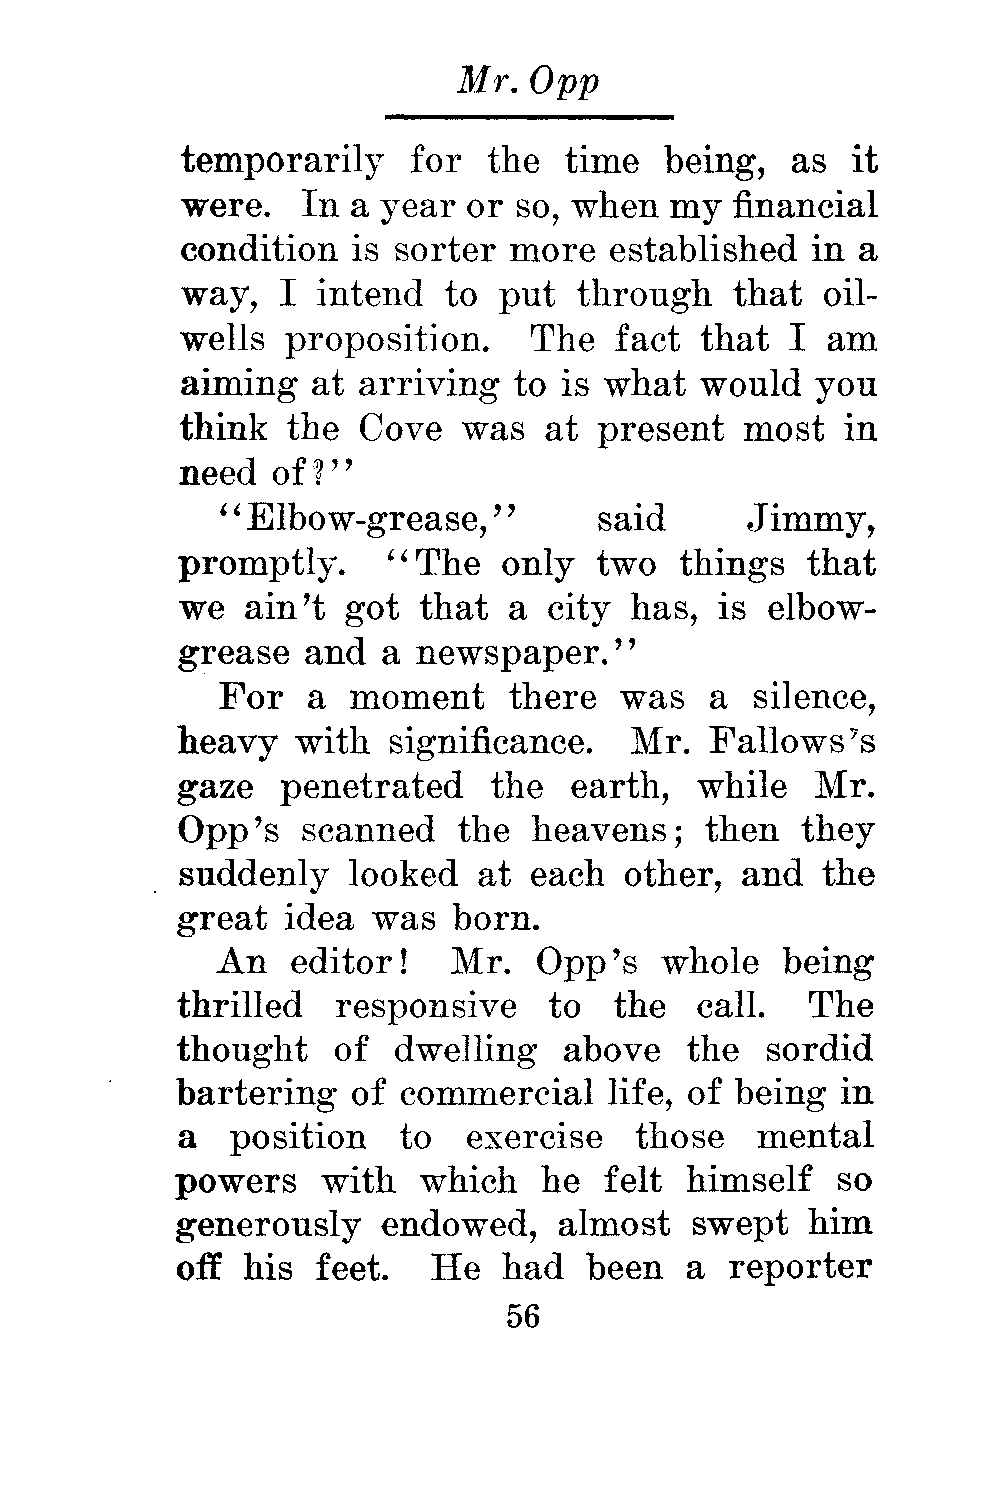 Mr. Opp
temporarily for the time being, as it
were. In a year or so, when my financial
condition is sorter more established in a
way, I intend to put through that oil-
wells proposition. The fact that I am
aiming at arriving to is what would you
think the Cove was at present most in
need of?"
"Elbow-grease," said Jimmy,
promptly. "The only two things that
we ain't got that a city has, is elbow-
grease and a newspaper."
For a moment there was a silence,
heavy with significance. Mr. Fallows's
gaze penetrated the earth, while Mr.
Opp's scanned the heavens; then they
suddenly looked at each other, and the
great idea was born.
An editor! Mr. Opp's whole being
thrilled responsive to the call. The
thought of dwelling above the sordid
bartering of commercial life, of being in
a position to exercise those mental
powers with which he felt himself so
generously endowed, almost swept him
off his feet. He had been a reporter
56